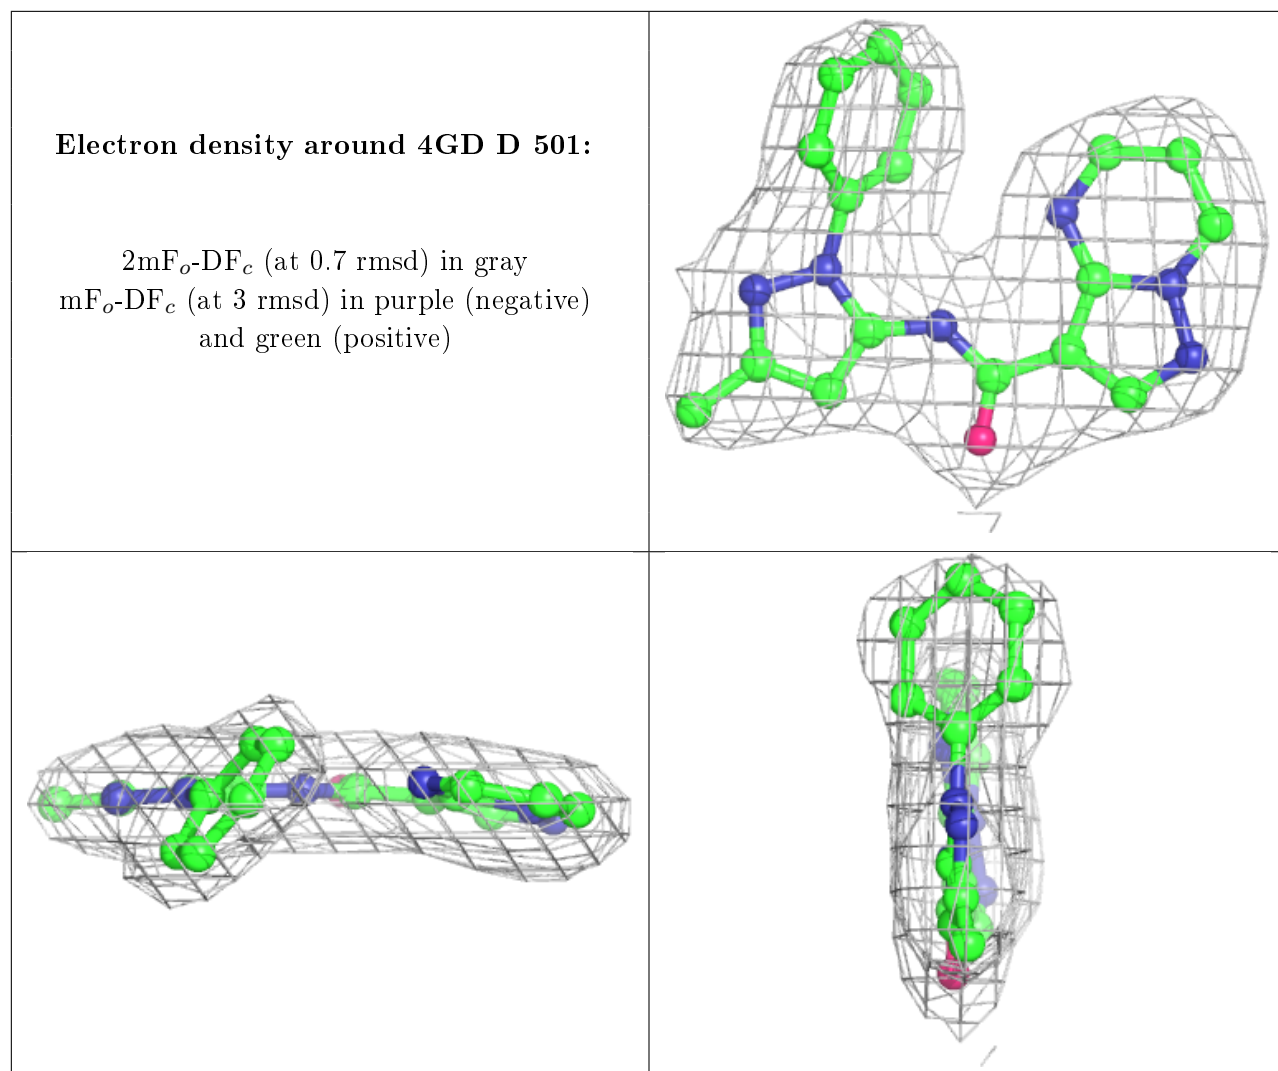 Electron density around 4GD D 501:
2mFo-DFc (at 0.7 rmsd) in gray
mFo-DFc (at 3 rmsd) in purple (negative)
and green (positive)